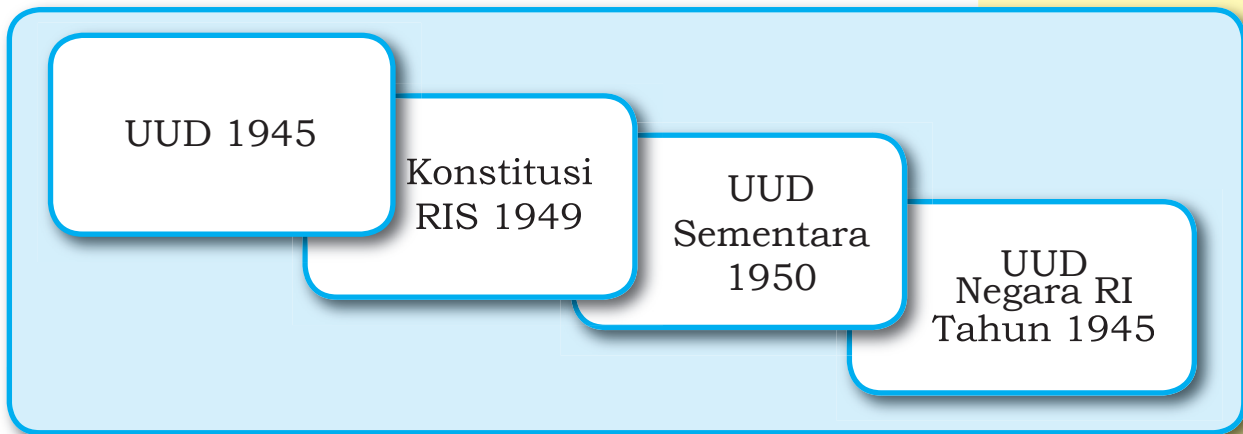 UUD 1945
Konstitusi
RIS 1949
UUD
Sementara
1950
UUD
Negara RI
Tahun 1945